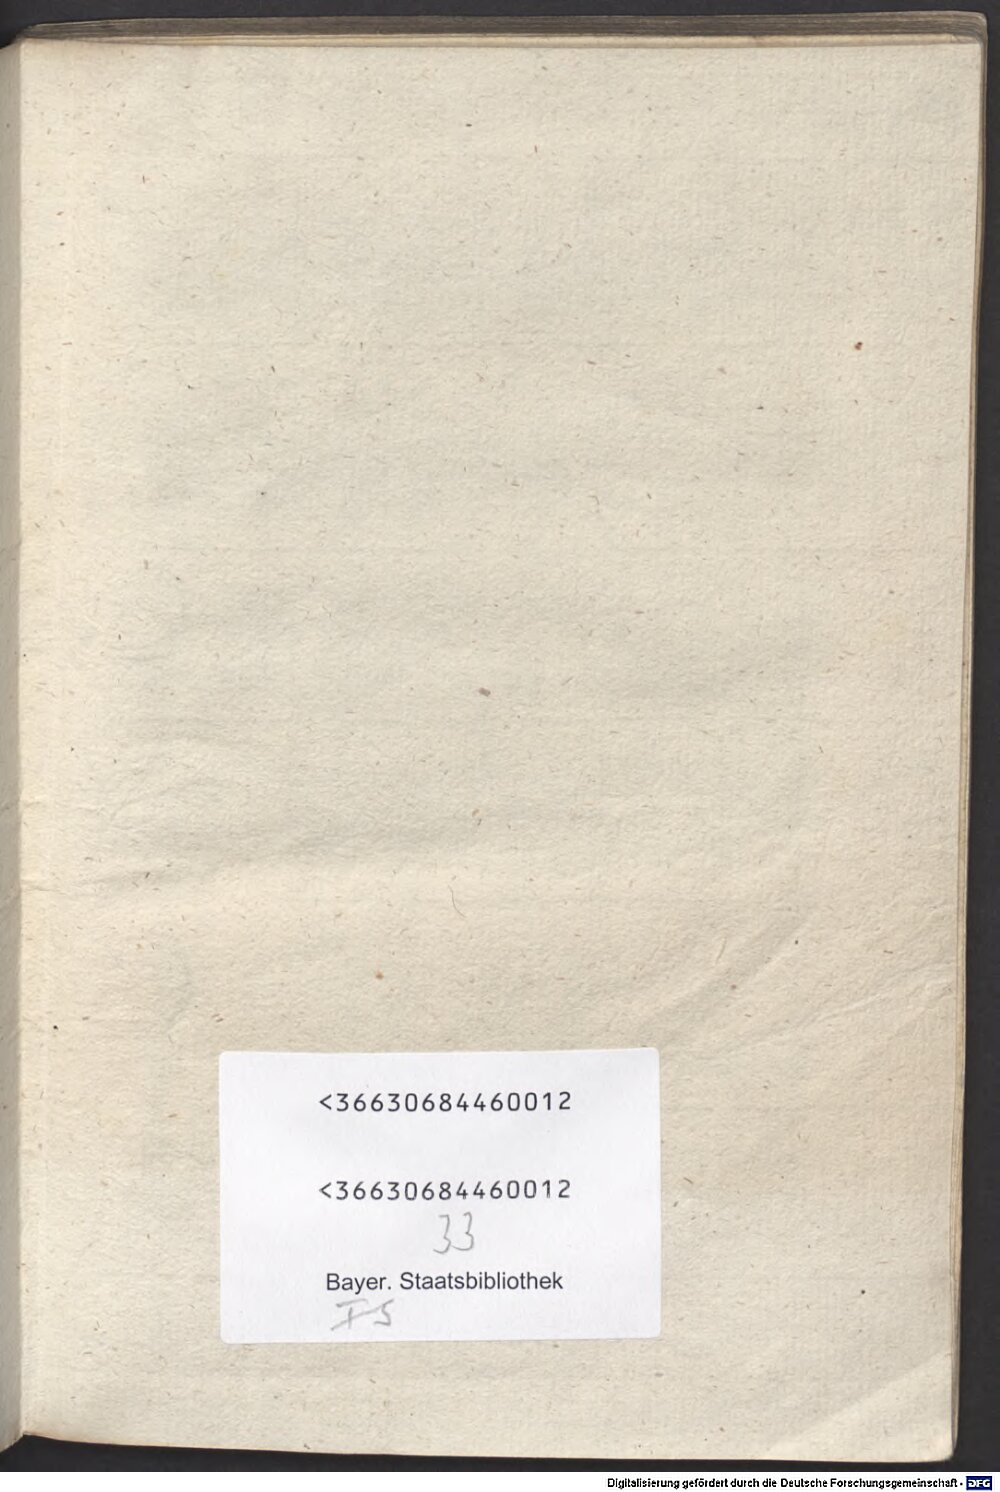 <36630684460012
<36630684460012
33
Bayer. Staatsbibliothek
Digitalisierung gefördert durch die Deutsche Forschungsgemeinschaft - DFG